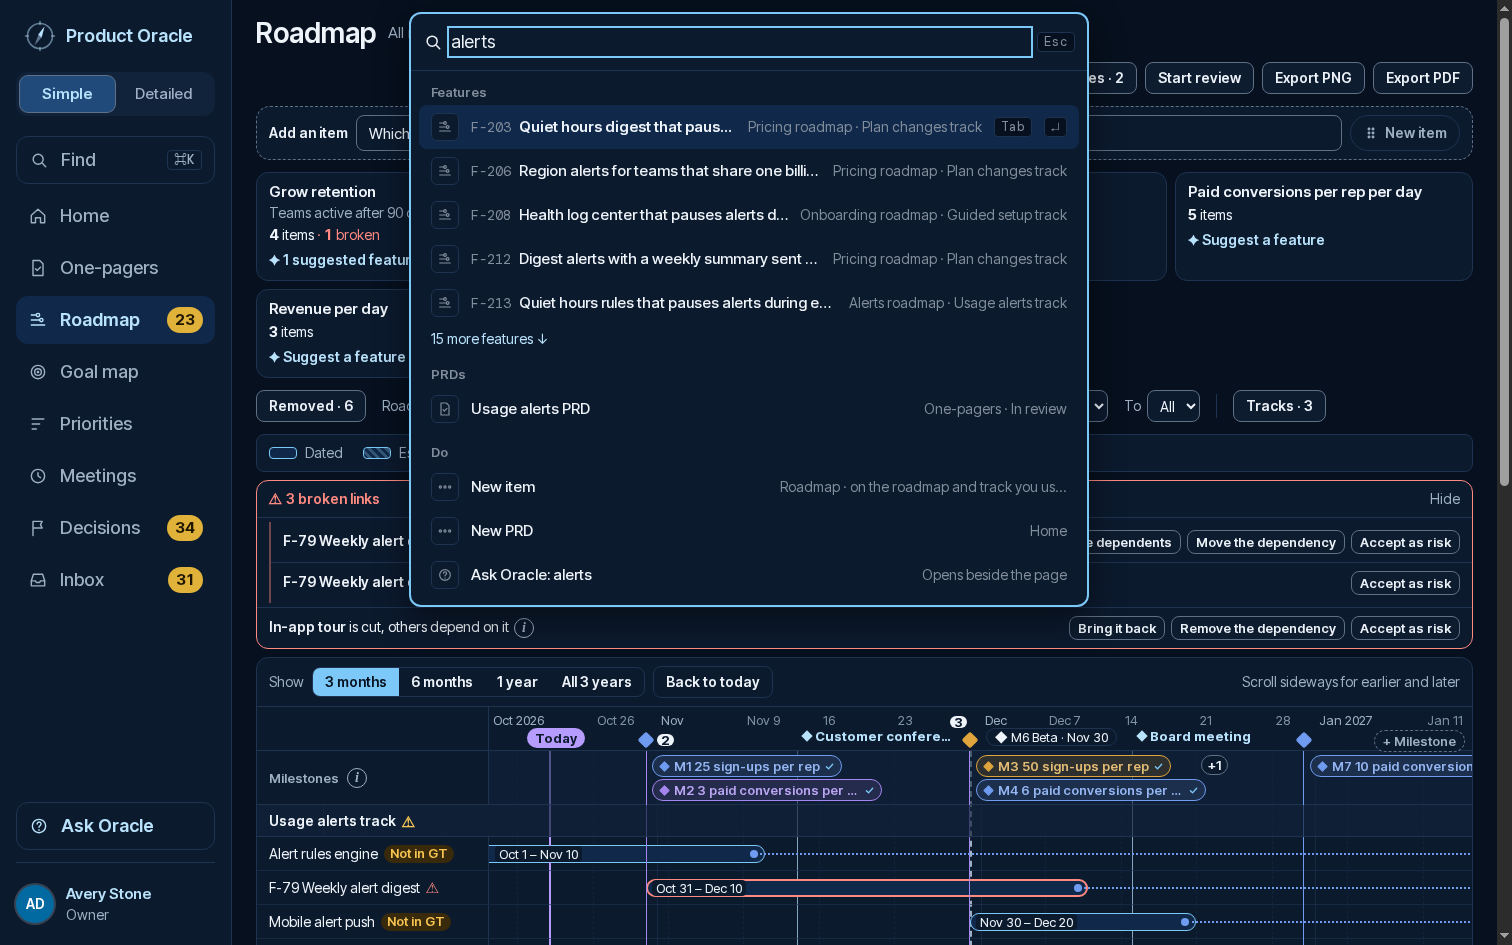 Product Oracle
Simple
Detailed
Find
⌘K
Home
One-pagers
Roadmap
23
Goal map
Priorities
Meetings
Decisions
34
Inbox
31
Ask Oracle
AD
Avery Stone
Owner
Roadmap
All
alerts
Esc
· 2
Start review
Export PNG
Export PDF
Add an item
Which
New item
Features
F-203 Quiet hours digest that paus... Pricing roadmap · Plan changes track Tab ↵
F-206 Region alerts for teams that share one billi... Pricing roadmap · Plan changes track
F-208 Health log center that pauses alerts d... Onboarding roadmap · Guided setup track
F-212 Digest alerts with a weekly summary sent ... Pricing roadmap · Plan changes track
F-213 Quiet hours rules that pauses alerts during e... Alerts roadmap · Usage alerts track
15 more features ↓
PRDs
Usage alerts PRD One-pagers · In review
Do
New item Roadmap · on the roadmap and track you us...
New PRD Home
Ask Oracle: alerts Opens beside the page
Grow retention
Teams active after 90
4 items · 1 broken
1 suggested featur
Paid conversions per rep per day
5 items
Suggest a feature
Revenue per day
3 items
Suggest a feature
Removed · 6
To
All
Tracks · 3
Dated
3 broken links
Hide
F-79 Weekly alert
dependents
Move the dependency
Accept as risk
F-79 Weekly alert
Accept as risk
In-app tour is cut, others depend on it
Bring it back
Remove the dependency
Accept as risk
Show
3 months
6 months
1 year
All 3 years
Back to today
Scroll sideways for earlier and later
Oct 2026
Oct 26
Nov
Nov 9
16
23
3
Dec
Dec 7
14
21
28
Jan 2027
Jan 11
Today
2
Customer confere...
M6 Beta · Nov 30
Board meeting
+ Milestone
Milestones
M1 25 sign-ups per rep
M3 50 sign-ups per rep
+1
M7 10 paid conversion
M2 3 paid conversions per ...
M4 6 paid conversions per ...
Usage alerts track
Alert rules engine
Not in GT
Oct 1 – Nov 10
F-79 Weekly alert digest
Oct 31 – Dec 10
Mobile alert push
Not in GT
Nov 30 – Dec 20